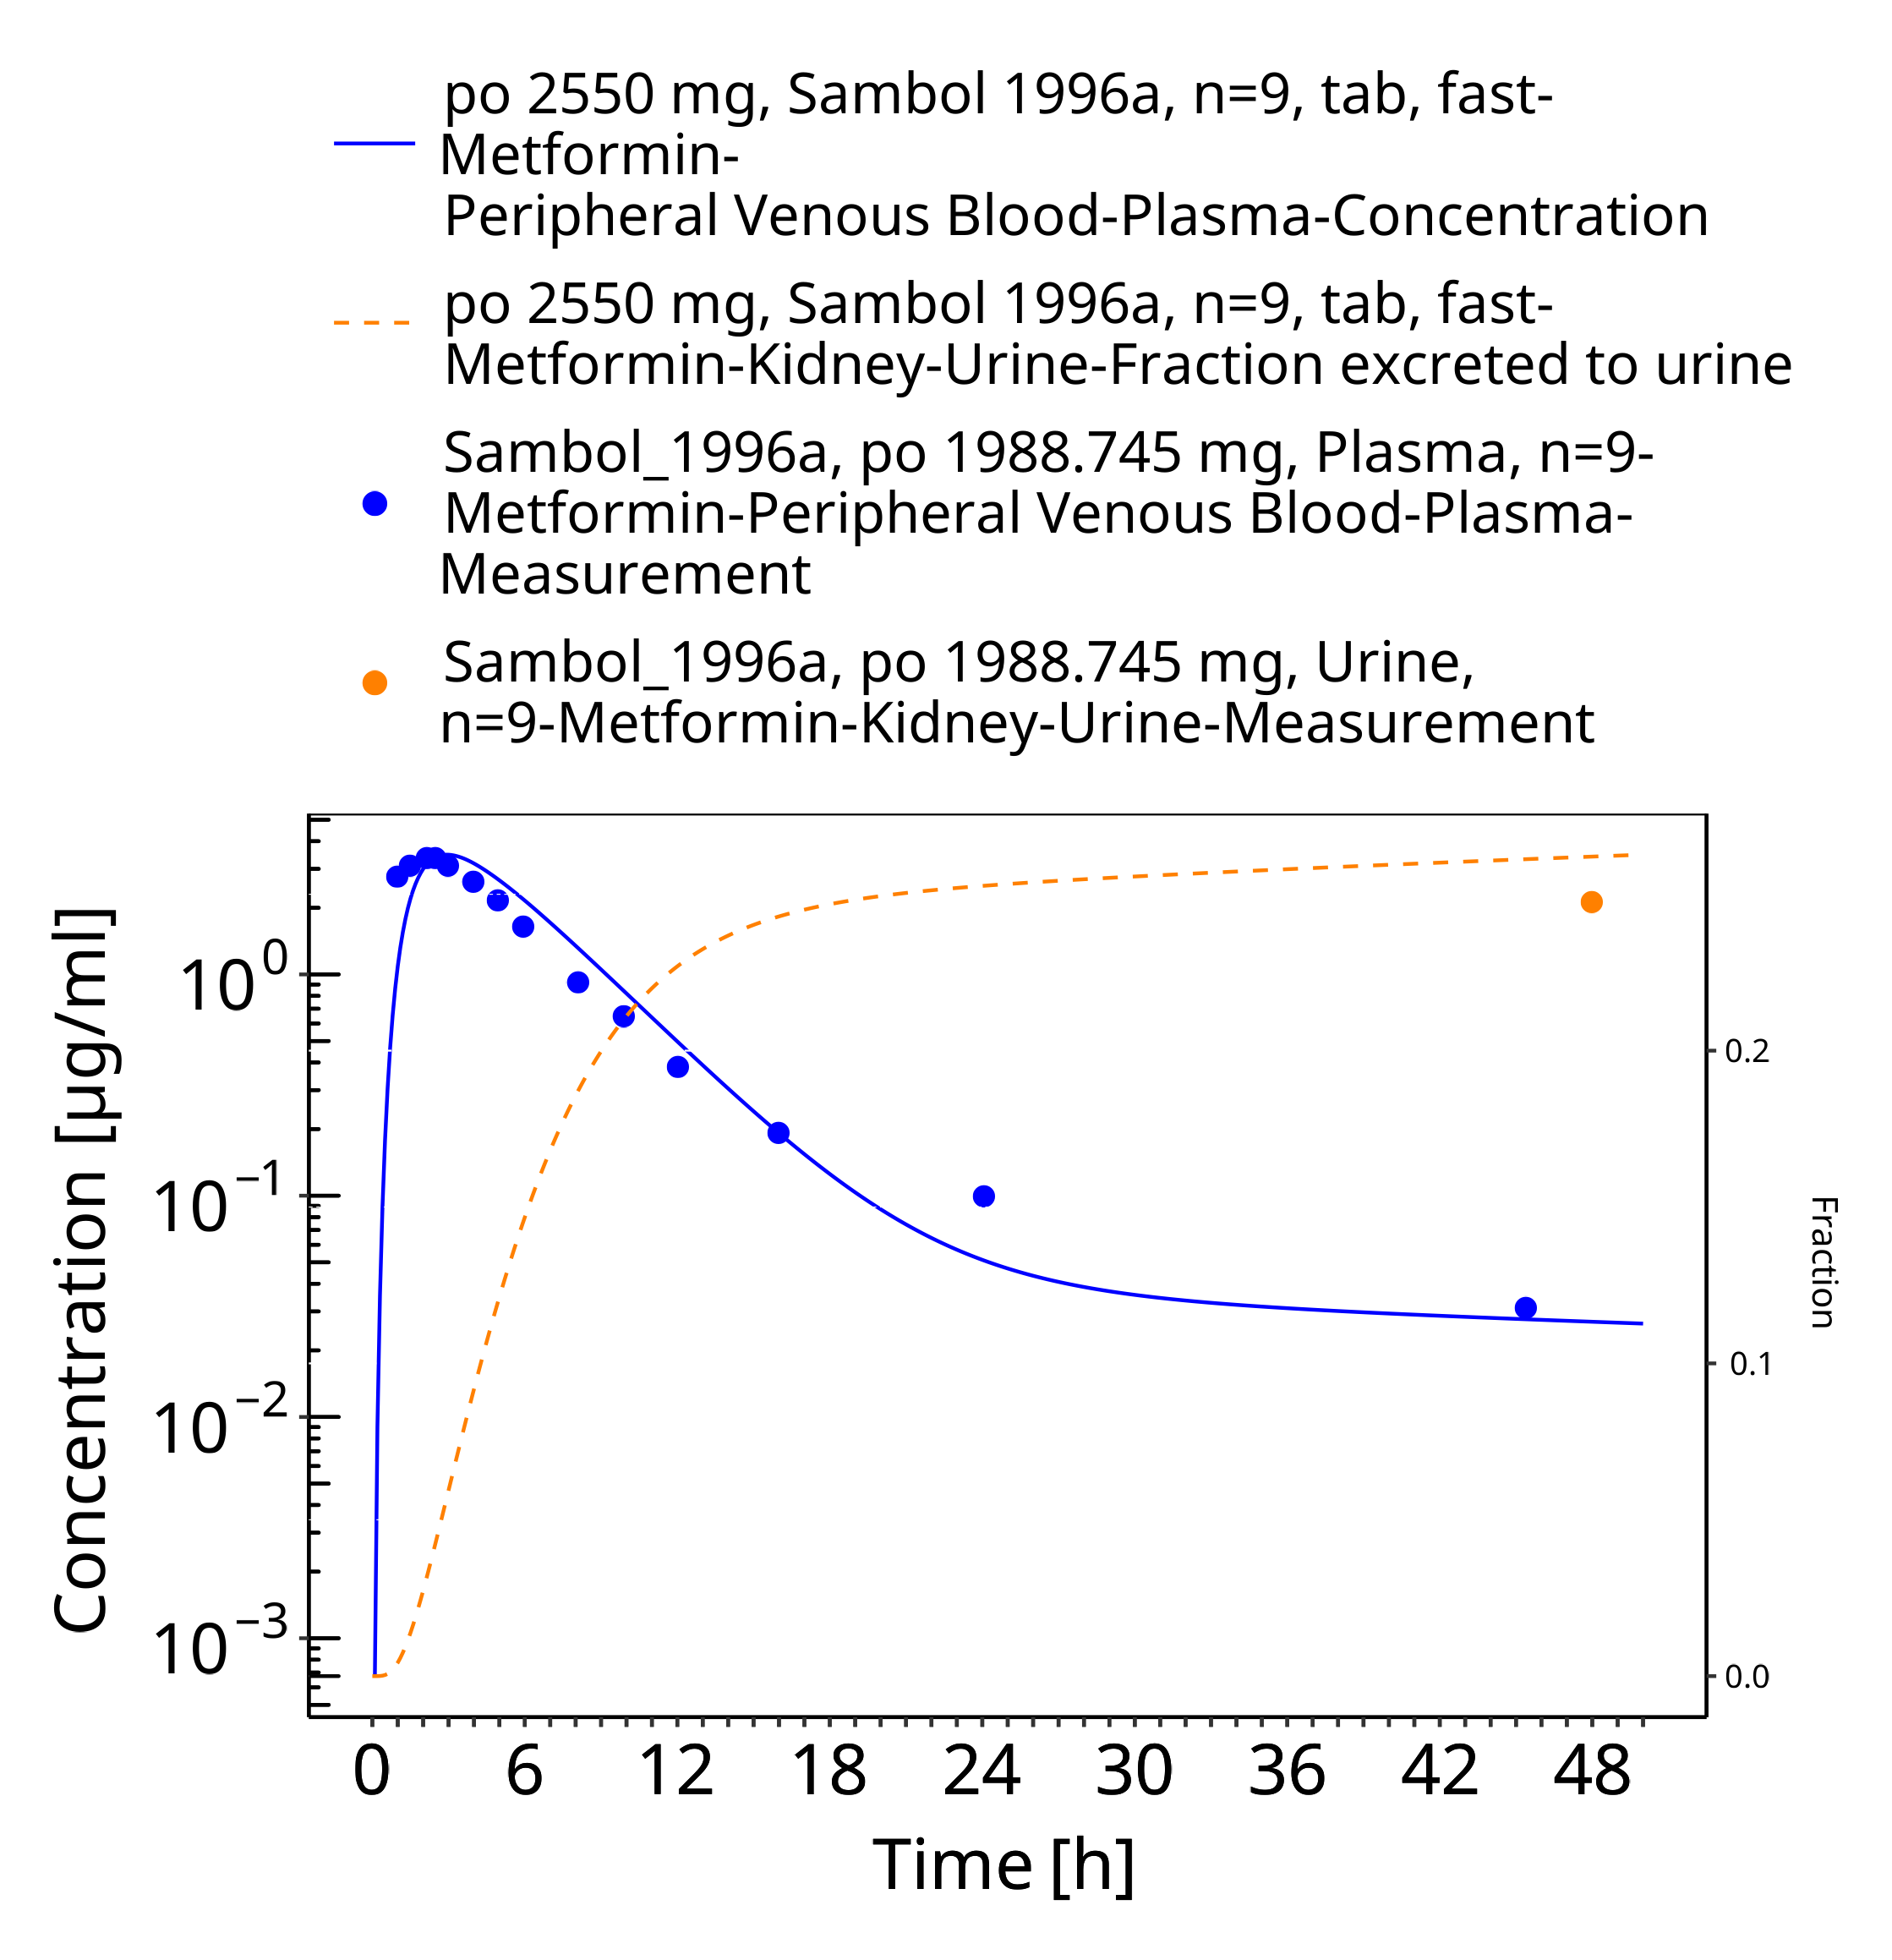 po 2550 mg, Sambol 1996a, n=9, tab, fast-
Metformin-
Peripheral Venous Blood-Plasma-Concentration
po 2550 mg, Sambol 1996a, n=9, tab, fast-
Metformin-Kidney-Urine-Fraction excreted to urine
Sambol_1996a, po 1988.745 mg, Plasma, n=9-
Metformin-Peripheral Venous Blood-Plasma-
Measurement
Sambol_1996a, po 1988.745 mg, Urine,
n=9-Metformin-Kidney-Urine-Measurement
Concentration [µg/ml]
10⁰
10⁻¹
10⁻²
10⁻³
0.2
0.1
0.0
Fraction
0 6 12 18 24 30 36 42 48
Time [h]